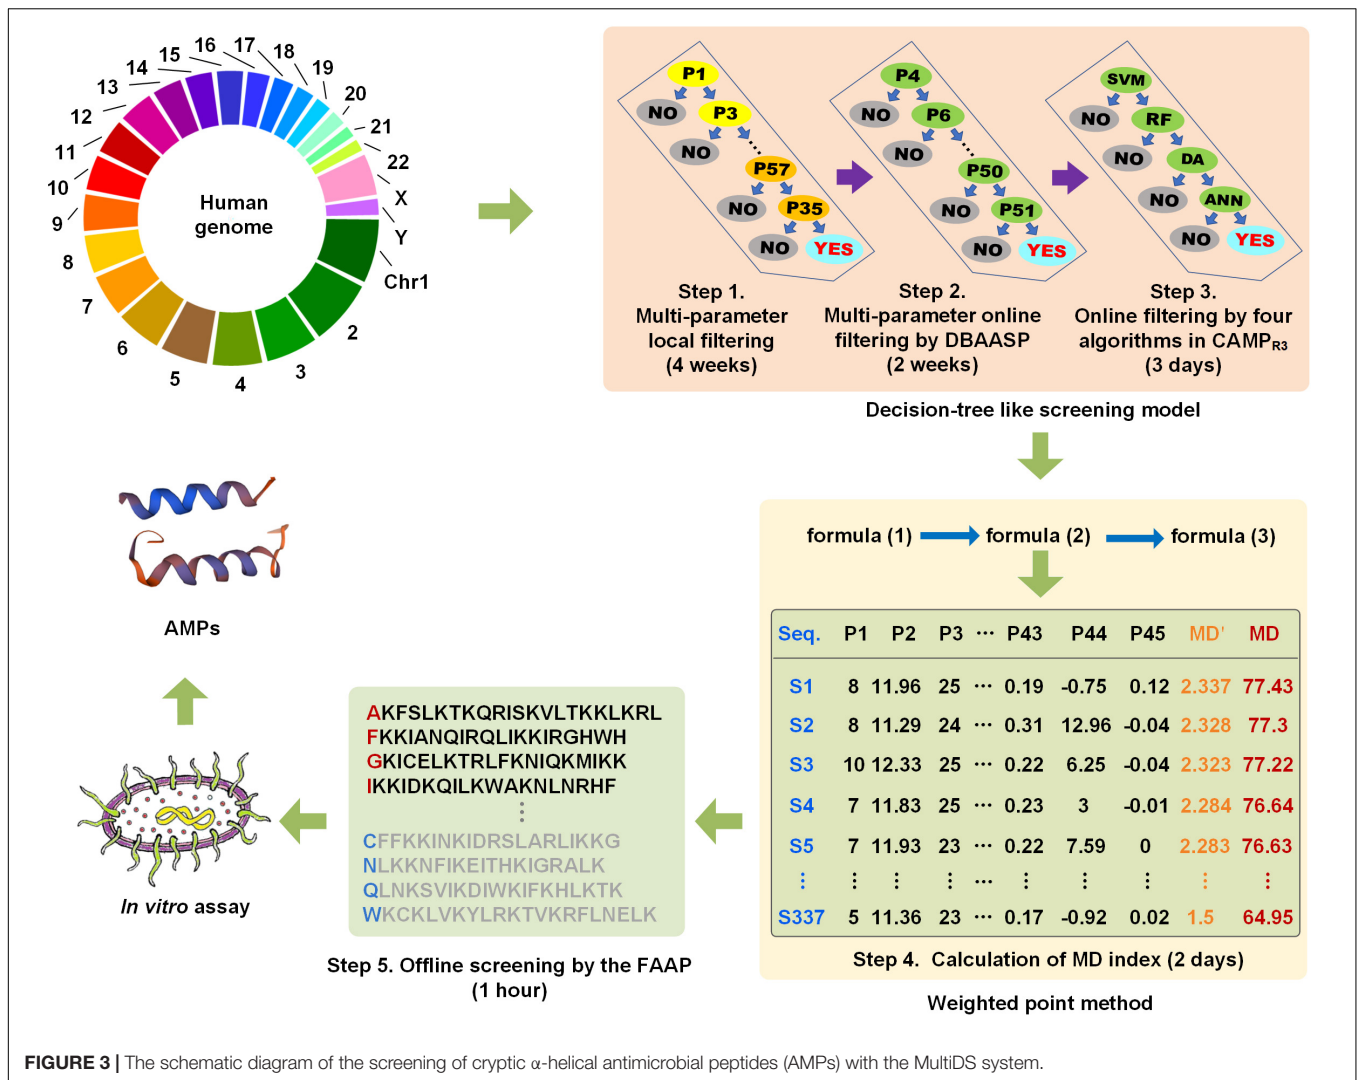 16
17
15
18
14
19
13
20
12
21
11
22
10
X
9
Y
8
Chr1
7
2
6
3
5
4
Human
genome
P1
NO
P3
NO
P57
NO
P35
NO
YES
Step 1.
Multi-parameter
local filtering
(4 weeks)
P4
NO
P6
NO
P50
NO
P51
NO
YES
Step 2.
Multi-parameter online
filtering by DBAASP
(2 weeks)
SVM
NO
RF
NO
DA
NO
ANN
NO
YES
Step 3.
Online filtering by four
algorithms in CAMPR3
(3 days)
Decision-tree like screening model
formula (1) formula (2) formula (3)
Seq. P1 P2 P3 ··· P43 P44 P45 MD' MD
S1 8 11.96 25 ··· 0.19 -0.75 0.12 2.337 77.43
S2 8 11.29 24 ··· 0.31 12.96 -0.04 2.328 77.3
S3 10 12.33 25 ··· 0.22 6.25 -0.04 2.323 77.22
S4 7 11.83 25 ··· 0.23 3 -0.01 2.284 76.64
S5 7 11.93 23 ··· 0.22 7.59 0 2.283 76.63
⋮ ⋮ ⋮ ⋮ ··· ⋮ ⋮ ⋮ ⋮ ⋮
S337 5 11.36 23 ··· 0.17 -0.92 0.02 1.5 64.95
Step 4. Calculation of MD index (2 days)
Weighted point method
AKFSLKTKQRISKVLTKKLKRL
FKKIANQIRQLIKKIRGHWH
GKICELKTRLFKNIQKMIKK
IKKIDKQILKWAKNLNRHF
⋮
CFFKKINKIDRSLARLIKKG
NLKKNFIKEITHKIGRALK
QLNKSVIKDIWKIFKHLKTK
WKCKLVKYLRKTVKRFLNELK
Step 5. Offline screening by the FAAP
(1 hour)
In vitro assay
AMPs
FIGURE 3 | The schematic diagram of the screening of cryptic α-helical antimicrobial peptides (AMPs) with the MultiDS system.